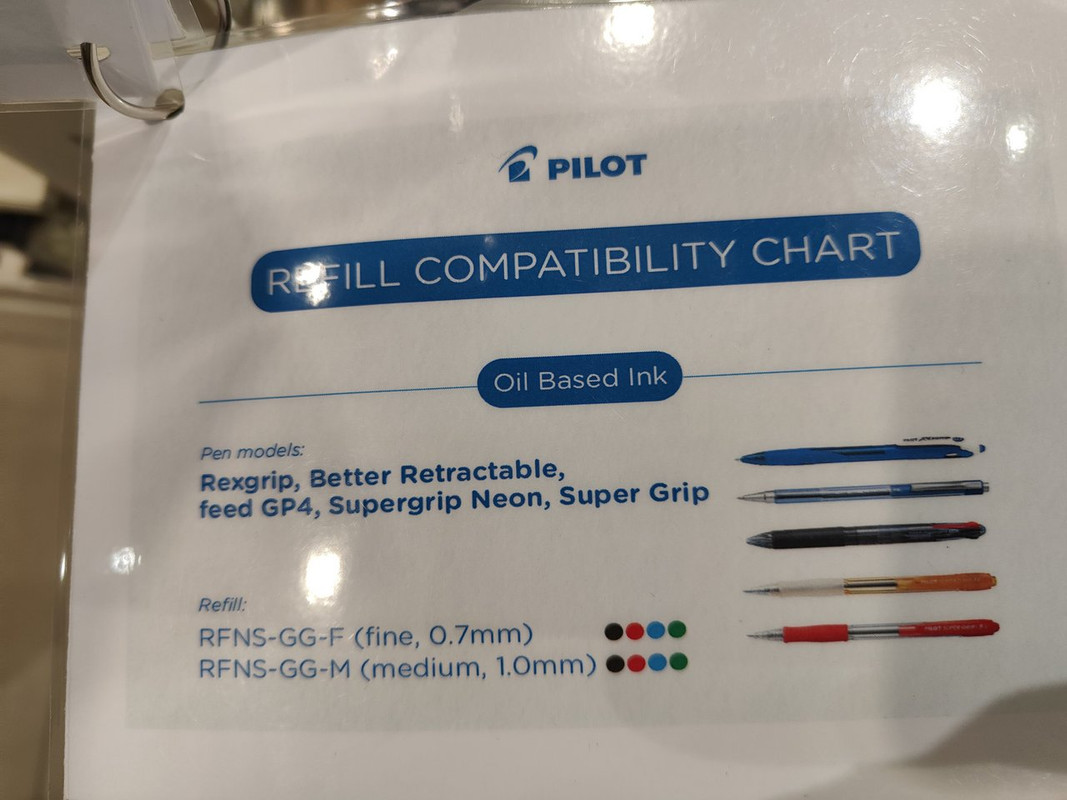 PILOT
REFILL COMPATIBILITY CHART
Oil Based Ink
Pen models:
Rexgrip, Better Retractable,
feed GP4, Supergrip Neon, Super Grip
Refill:
RFNS-GG-F (fine, 0.7mm)
RFNS-GG-M (medium, 1.0mm)